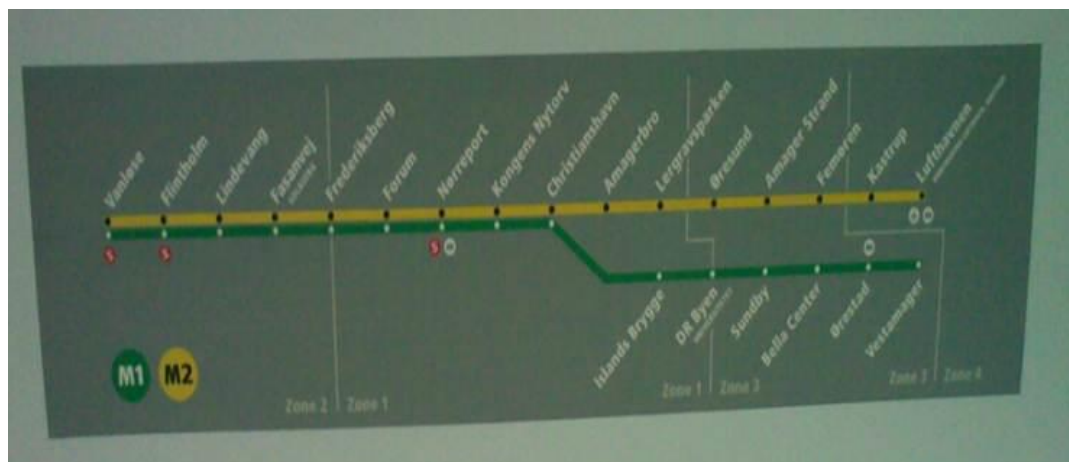 Vanløse
Flintholm
Lindevang
Fasanvej
Frederiksberg
Forum
Nørreport
Kongens Nytorv
Christianshavn
Amagerbro
Lergravsparken
Øresund
Amager Strand
Femøren
Kastrup
Lufthavnen
Islands Brygge
DR Byen
Sundby
Bella Center
Ørestad
Vestamager
M1 M2
Zone 2 Zone 1
Zone 1 Zone 3
Zone 3 Zone 4